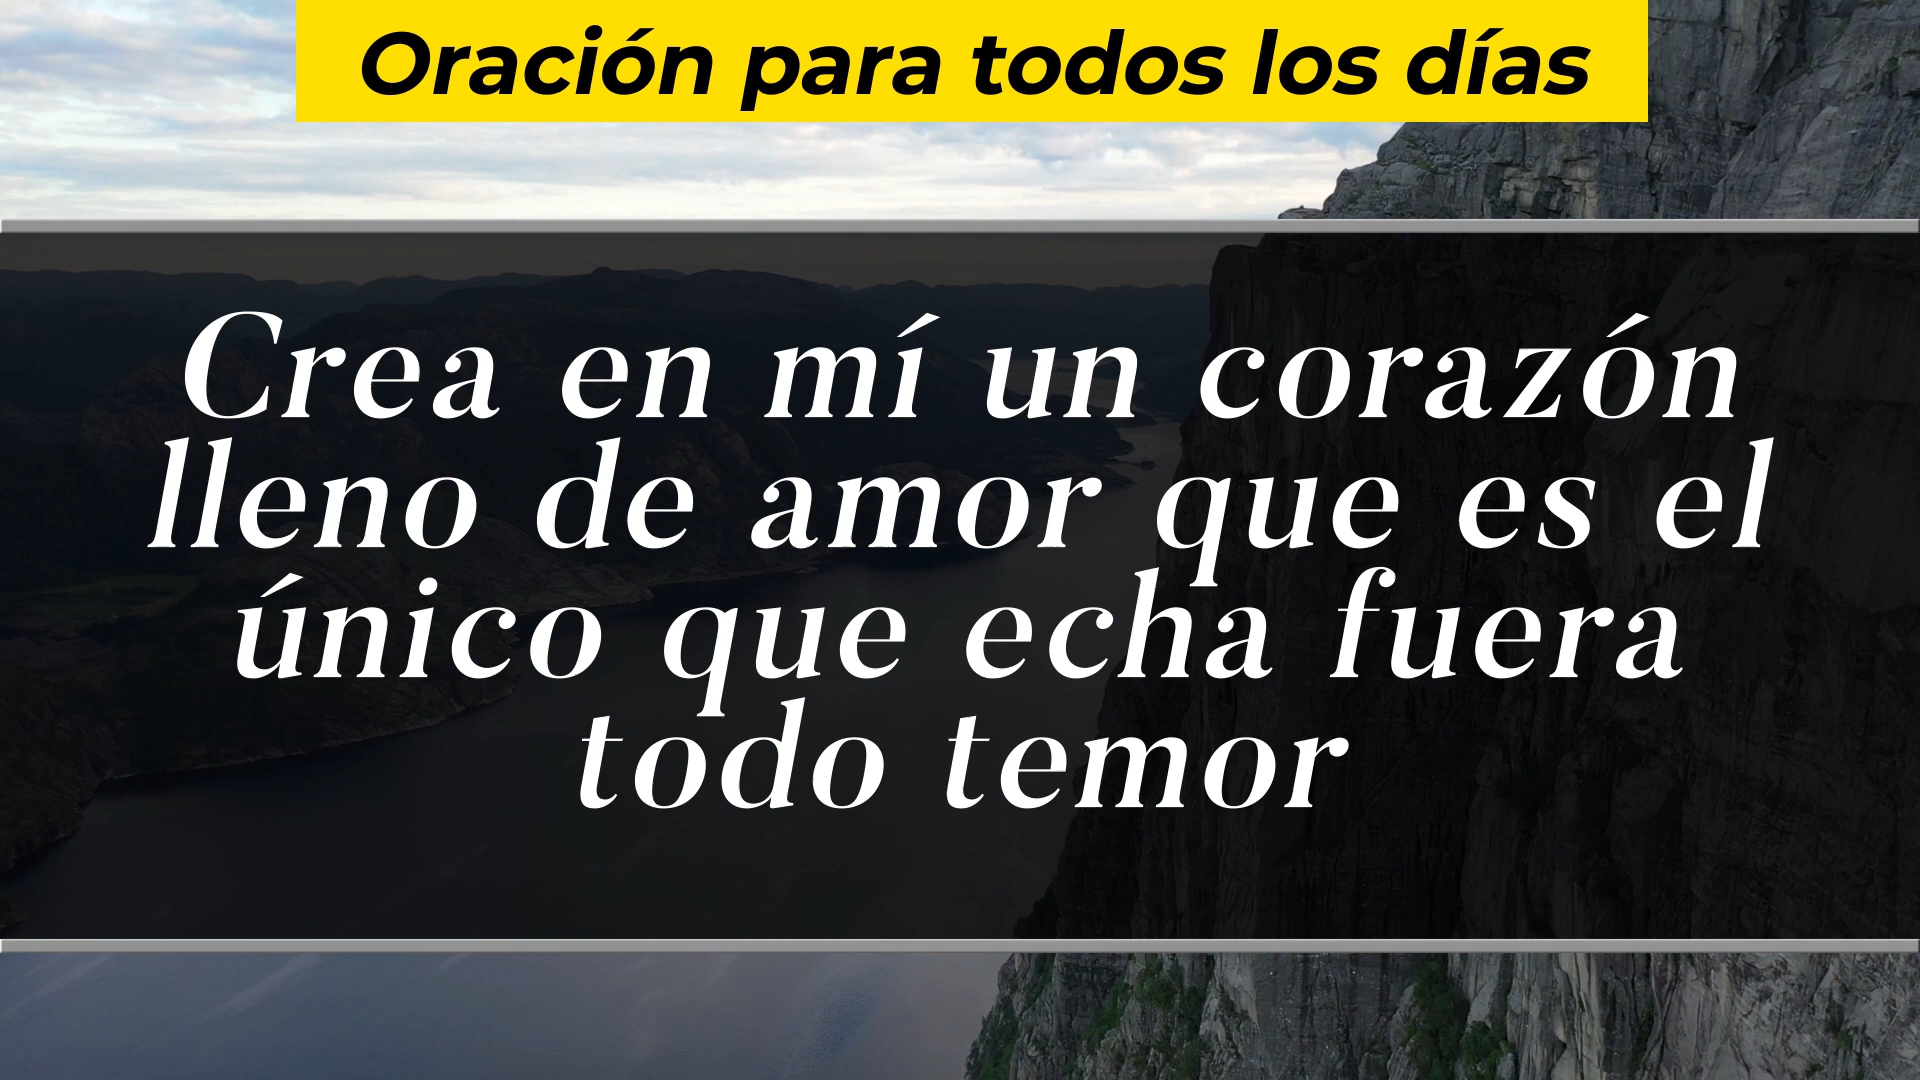 Oración para todos los días
Crea en mí un corazón
lleno de amor que es el
único que echa fuera
todo temor